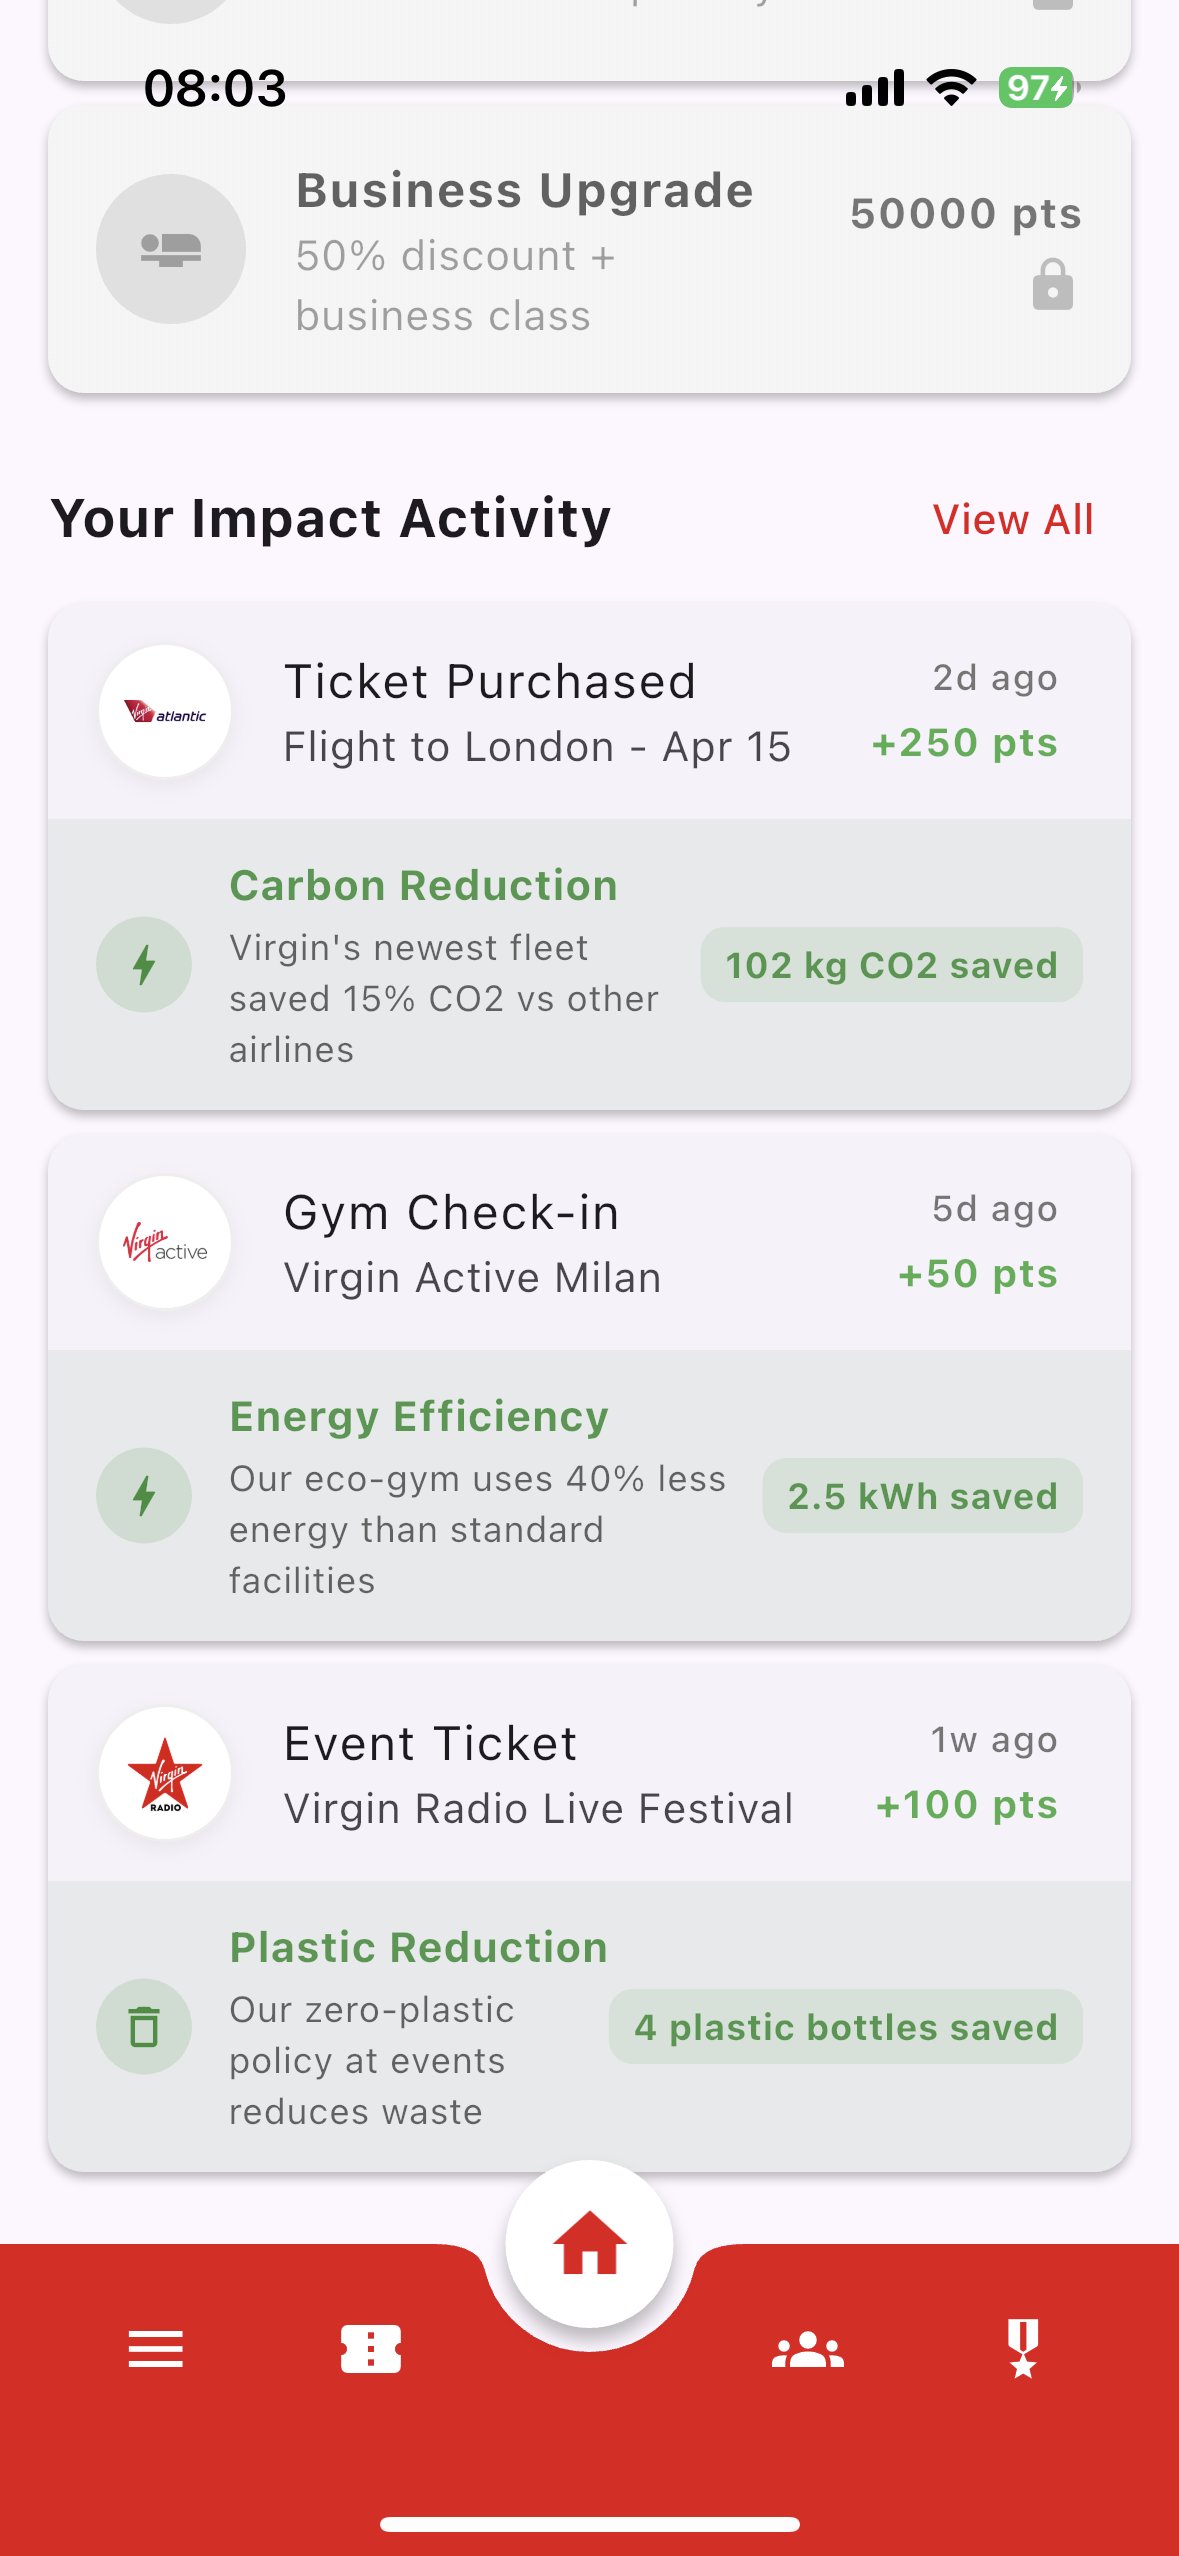 08:03
97
Business Upgrade
50% discount +
business class
50000 pts
Your Impact Activity
View All
Virgin atlantic
Ticket Purchased
2d ago
Flight to London - Apr 15
+250 pts
Carbon Reduction
Virgin's newest fleet
saved 15% CO2 vs other
airlines
102 kg CO2 saved
Virgin active
Gym Check-in
5d ago
Virgin Active Milan
+50 pts
Energy Efficiency
Our eco-gym uses 40% less
energy than standard
facilities
2.5 kWh saved
Virgin
RADIO
Event Ticket
1w ago
Virgin Radio Live Festival
+100 pts
Plastic Reduction
Our zero-plastic
policy at events
reduces waste
4 plastic bottles saved